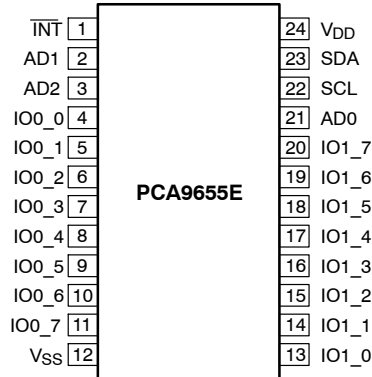 INT 1 24 VDD
AD1 2 23 SDA
AD2 3 22 SCL
IO0_0 4 21 AD0
IO0_1 5 20 IO1_7
IO0_2 6 19 IO1_6
PCA9655E
IO0_3 7 18 IO1_5
IO0_4 8 17 IO1_4
IO0_5 9 16 IO1_3
IO0_6 10 15 IO1_2
IO0_7 11 14 IO1_1
VSS 12 13 IO1_0